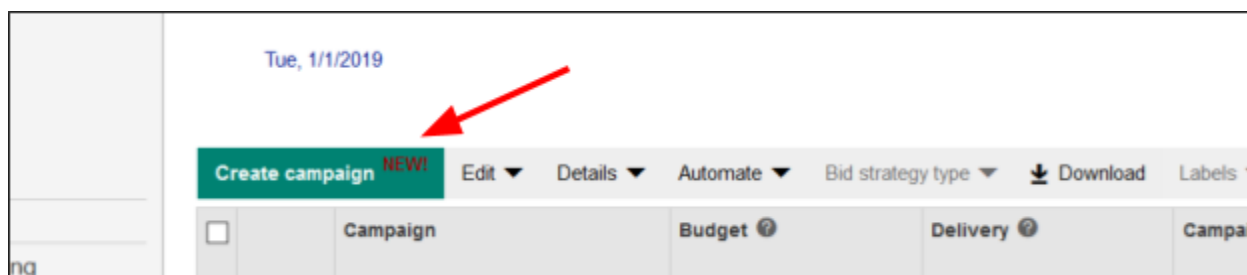 Tue, 1/1/2019
Create campaign NEW! Edit Details Automate Bid strategy type Download Labels
Campaign Budget Delivery Campai
ng